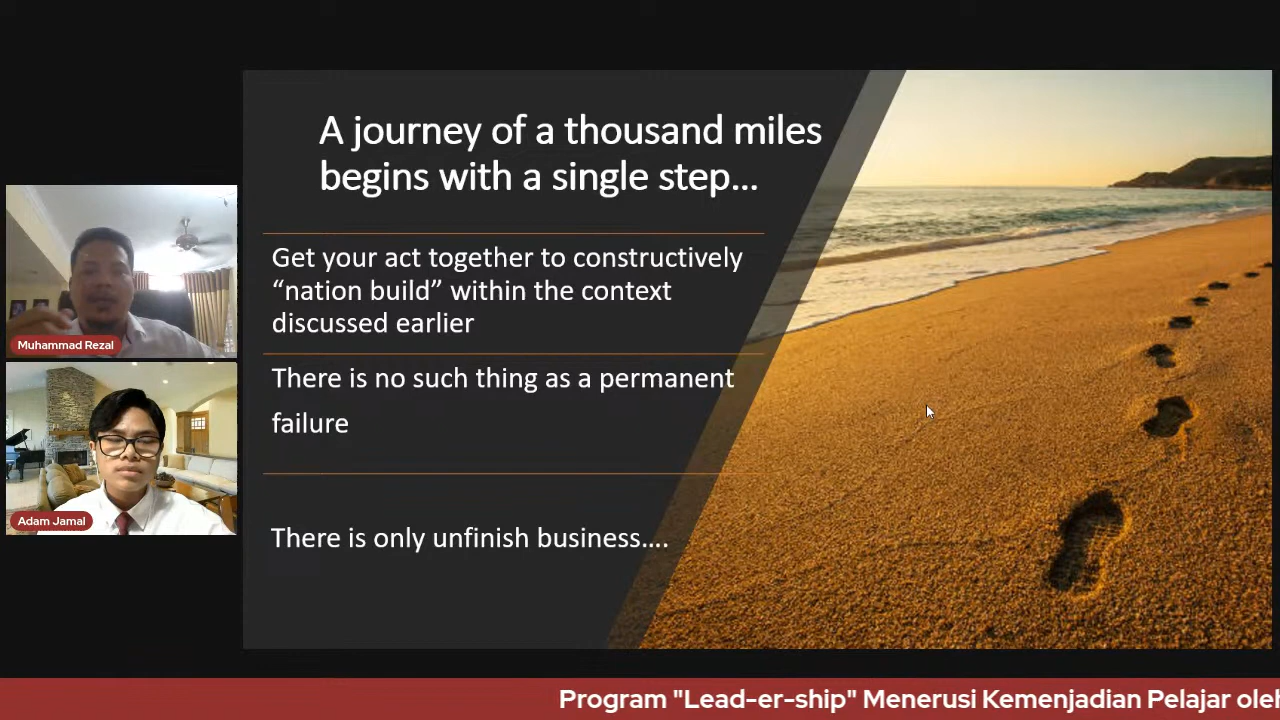 A journey of a thousand miles
begins with a single step...
Get your act together to constructively
“nation build” within the context
discussed earlier
There is no such thing as a permanent
failure
There is only unfinish business....
Muhammad Rezal
Adam Jamal
Program "Lead-er-ship" Menerusi Kemenjadian Pelajar oleh